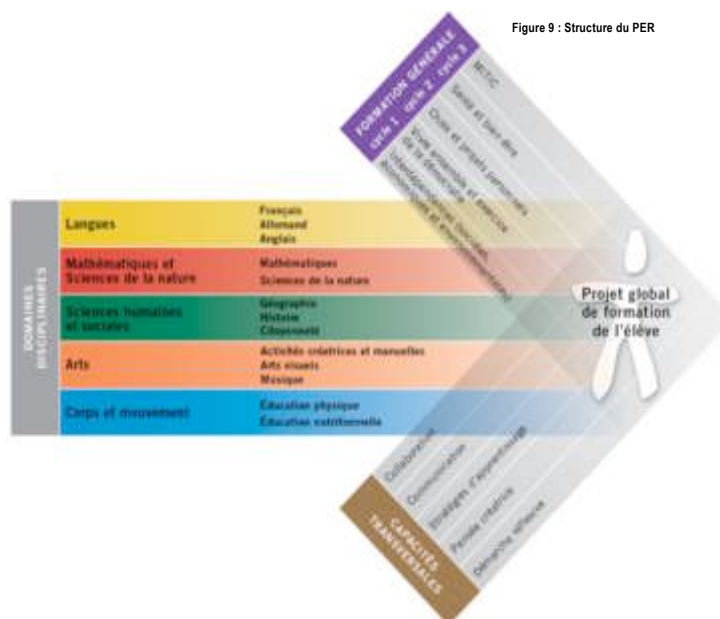 Figure 9 : Structure du PER
FORMATION GÉNÉRALE
cycle 1 cycle 2 cycle 3
MITIC
Santé et bien-être
Choix et projets personnels
Vivre ensemble et exercice
de la démocratie
Interdépendances (sociales,
économiques et environnementales)
DOMAINES
DISCIPLINAIRES
Langues
Français
Allemand
Anglais
Mathématiques et
Sciences de la nature
Mathématiques
Sciences de la nature
Sciences humaines
et sociales
Géographie
Histoire
Citoyenneté
Arts
Activités créatrices et manuelles
Arts visuels
Musique
Corps et mouvement
Éducation physique
Éducation nutritionnelle
Projet global
de formation
de l'élève
CAPACITÉS
TRANSVERSALES
Collaboration
Communication
Stratégies d'apprentissage
Pensée créatrice
Démarche réflexive